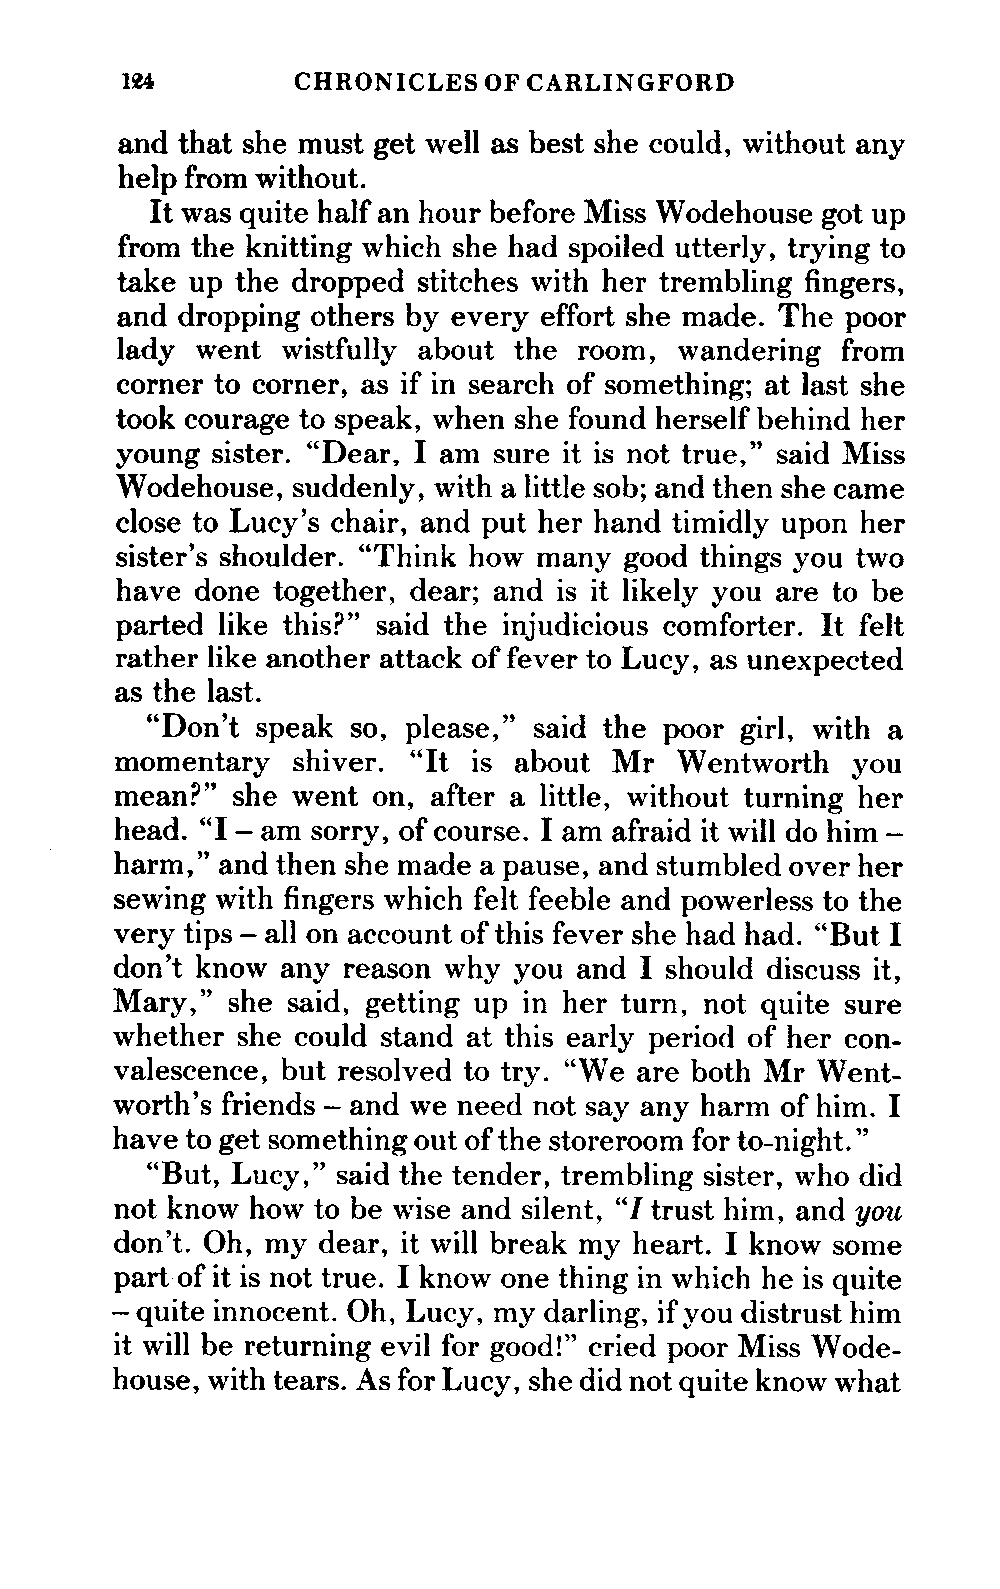 124 CHRONICLES OF CARLINGFORD
and that she must get well as best she could, without any
help from without.
It was quite half an hour before Miss Wodehouse got up
from the knitting which she had spoiled utterly, trying to
take up the dropped stitches with her trembling fingers,
and dropping others by every effort she made. The poor
lady went wistfully about the room, wandering from
corner to corner, as if in search of something; at last she
took courage to speak, when she found herself behind her
young sister. “Dear, I am sure it is not true,” said Miss
Wodehouse, suddenly, with a little sob; and then she came
close to Lucy’s chair, and put her hand timidly upon her
sister’s shoulder. “Think how many good things you two
have done together, dear; and is it likely you are to be
parted like this?” said the injudicious comforter. It felt
rather like another attack of fever to Lucy, as unexpected
as the last.
“Don’t speak so, please,” said the poor girl, with a
momentary shiver. “It is about Mr Wentworth you
mean?” she went on, after a little, without turning her
head. “I – am sorry, of course. I am afraid it will do him –
harm,” and then she made a pause, and stumbled over her
sewing with fingers which felt feeble and powerless to the
very tips – all on account of this fever she had had. “But I
don’t know any reason why you and I should discuss it,
Mary,” she said, getting up in her turn, not quite sure
whether she could stand at this early period of her con-
valescence, but resolved to try. “We are both Mr Went-
worth’s friends – and we need not say any harm of him. I
have to get something out of the storeroom for to-night.”
“But, Lucy,” said the tender, trembling sister, who did
not know how to be wise and silent, “I trust him, and you
don’t. Oh, my dear, it will break my heart. I know some
part of it is not true. I know one thing in which he is quite
– quite innocent. Oh, Lucy, my darling, if you distrust him
it will be returning evil for good!” cried poor Miss Wode-
house, with tears. As for Lucy, she did not quite know what